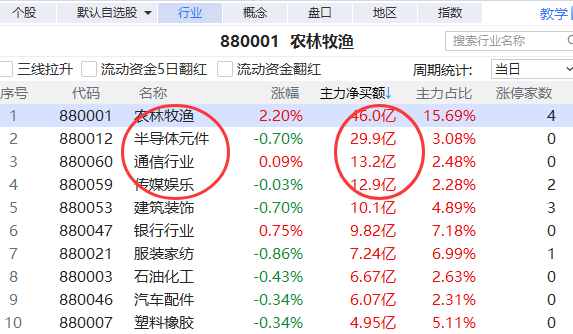 个股 默认自选股 行业 概念 盘口 地区 指数 教学
880001 农林牧渔 搜索行业名称
三线拉升 流动资金5日翻红 流动资金翻红 周期统计: 当日
序号 代码 名称 涨幅 主力净买额↓ 主力占比 涨停家数
1 880001 农林牧渔 2.20% 46.0亿 15.69% 4
2 880012 半导体元件 -0.70% 29.9亿 3.08% 0
3 880060 通信行业 0.09% 13.2亿 2.48% 0
4 880059 传媒娱乐 -0.03% 12.9亿 2.28% 2
5 880053 建筑装饰 -0.70% 10.1亿 4.89% 3
6 880047 银行行业 0.75% 9.82亿 7.18% 0
7 880021 服装家纺 -0.86% 7.24亿 6.99% 1
8 880003 石油化工 -0.43% 6.67亿 2.63% 0
9 880046 汽车配件 -0.34% 6.07亿 2.31% 0
10 880007 塑料橡胶 -0.34% 4.95亿 5.11% 0